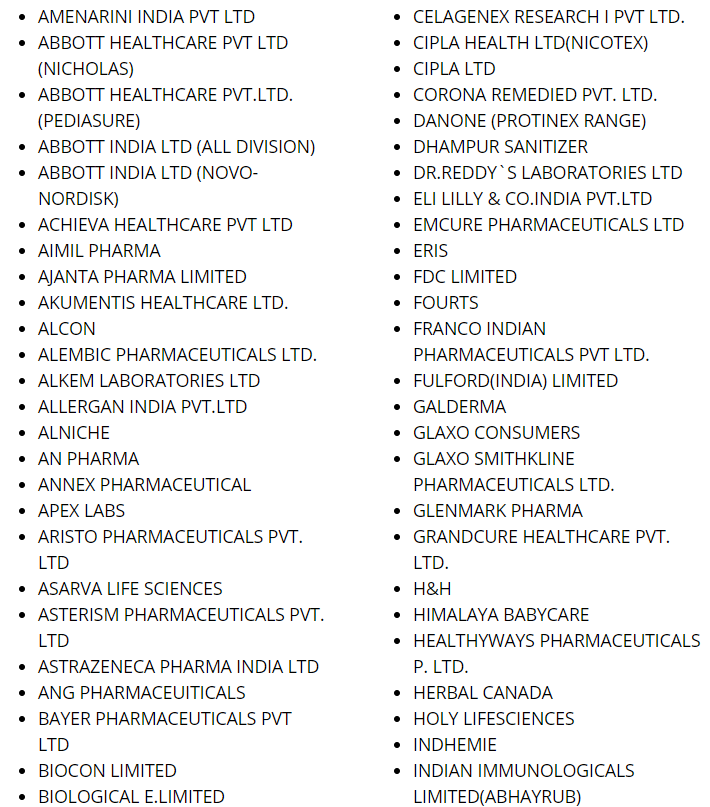 AMENARINI INDIA PVT LTD
ABBOTT HEALTHCARE PVT LTD
(NICHOLAS)
ABBOTT HEALTHCARE PVT.LTD.
(PEDIASURE)
ABBOTT INDIA LTD (ALL DIVISION)
ABBOTT INDIA LTD (NOVO-
NORDISK)
ACHIEVA HEALTHCARE PVT LTD
AIMIL PHARMA
AJANTA PHARMA LIMITED
AKUMENTIS HEALTHCARE LTD.
ALCON
ALEMBIC PHARMACEUTICALS LTD.
ALKEM LABORATORIES LTD
ALLERGAN INDIA PVT.LTD
ALNICHE
AN PHARMA
ANNEX PHARMACEUTICAL
APEX LABS
ARISTO PHARMACEUTICALS PVT.
LTD
ASARVA LIFE SCIENCES
ASTERISM PHARMACEUTICALS PVT.
LTD
ASTRAZENECA PHARMA INDIA LTD
ANG PHARMACEUITICALS
BAYER PHARMACEUTICALS PVT
LTD
BIOCON LIMITED
BIOLOGICAL E.LIMITED
CELAGENEX RESEARCH I PVT LTD.
CIPLA HEALTH LTD(NICOTEX)
CIPLA LTD
CORONA REMEDIED PVT. LTD.
DANONE (PROTINEX RANGE)
DHAMPUR SANITIZER
DR.REDDY`S LABORATORIES LTD
ELI LILLY & CO.INDIA PVT.LTD
EMCURE PHARMACEUTICALS LTD
ERIS
FDC LIMITED
FOURTS
FRANCO INDIAN
PHARMACEUTICALS PVT LTD.
FULFORD(INDIA) LIMITED
GALDERMA
GLAXO CONSUMERS
GLAXO SMITHKLINE
PHARMACEUTICALS LTD.
GLENMARK PHARMA
GRANDCURE HEALTHCARE PVT.
LTD.
H&H
HIMALAYA BABYCARE
HEALTHYWAYS PHARMACEUTICALS
P. LTD.
HERBAL CANADA
HOLY LIFESCIENCES
INDHEMIE
INDIAN IMMUNOLOGICALS
LIMITED(ABHAYRUB)